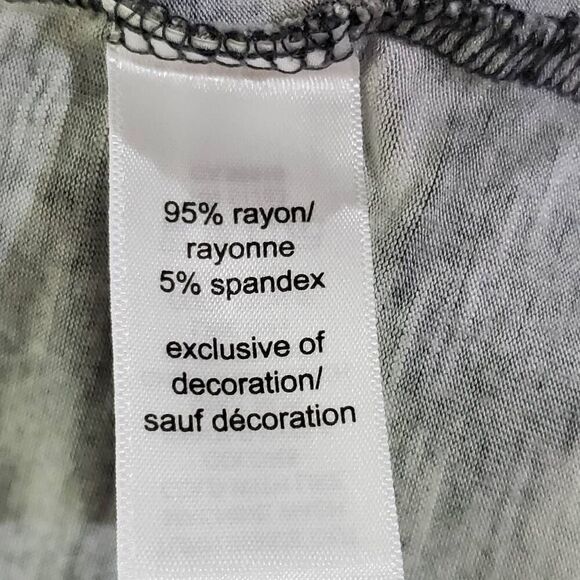 95% rayon/
rayonne
5% spandex
exclusive of
decoration/
sauf décoration